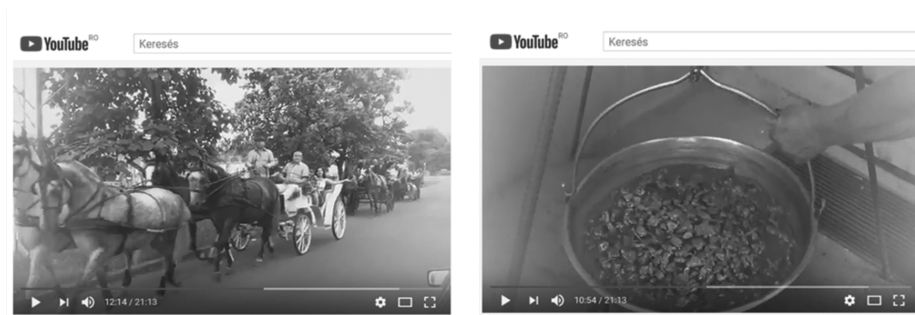 YouTube RO
Keresés
12:14 / 21:13
YouTube RO
Keresés
10:54 / 21:13